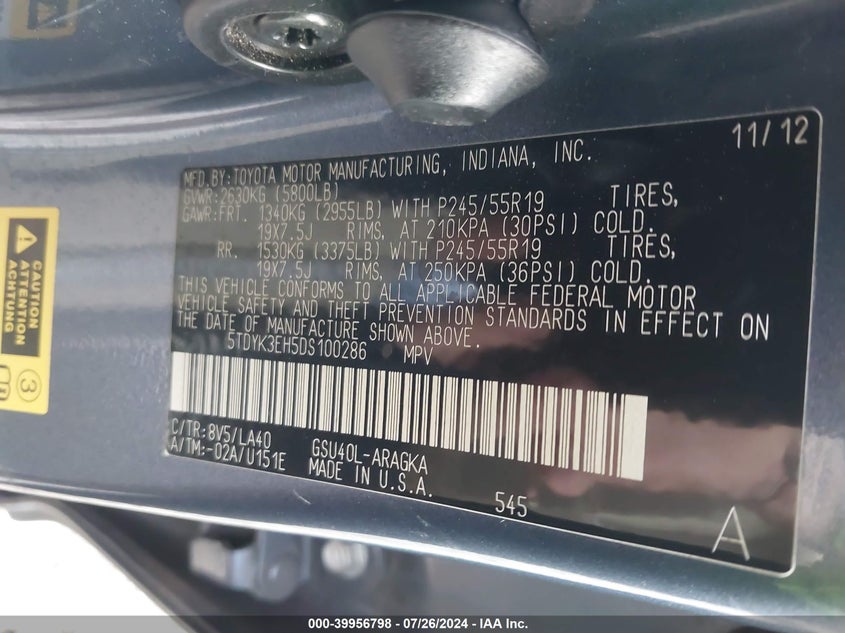 11/12
MFD.BY:TOYOTA MOTOR MANUFACTURING, INDIANA, INC.
GVWR:2630KG (5800LB)
GAWR:FRT. 1340KG (2955LB) WITH P245/55R19 TIRES,
19X7.5J RIMS, AT 210KPA (30PSI) COLD.
RR. 1530KG (3375LB) WITH P245/55R19 TIRES,
19X7.5J RIMS, AT 250KPA (36PSI) COLD.
THIS VEHICLE CONFORMS TO ALL APPLICABLE FEDERAL MOTOR
VEHICLE SAFETY AND THEFT PREVENTION STANDARDS IN EFFECT ON
THE DATE OF MANUFACTURE SHOWN ABOVE.
5TDYK3EH5DS100286 MPV
C/TR:8V5/LA40 GSU40L-ARAGKA
A/TM:-02A/U151E MADE IN U.S.A.
545
A
CAUTION
ATTENTION
ACHTUNG
3
000-39956798 - 07/26/2024 - IAA Inc.